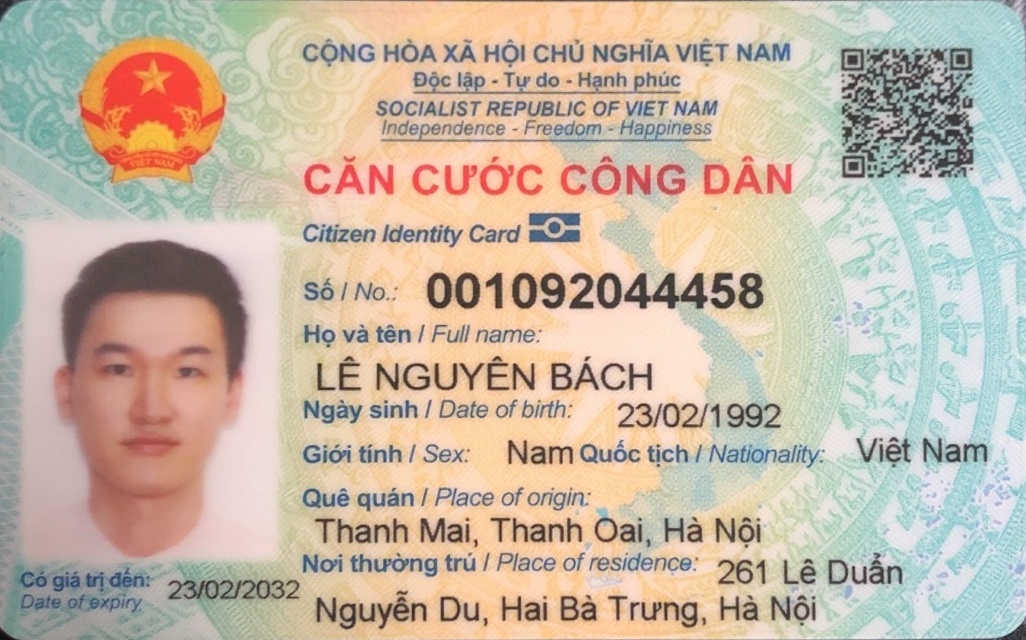 CỘNG HÒA XÃ HỘI CHỦ NGHĨA VIỆT NAM
Độc lập - Tự do - Hạnh phúc
SOCIALIST REPUBLIC OF VIET NAM
Independence - Freedom - Happiness
VIỆT NAM
CĂN CƯỚC CÔNG DÂN
Citizen Identity Card
Số / No.: 001092044458
Họ và tên / Full name:
LÊ NGUYÊN BÁCH
Ngày sinh / Date of birth: 23/02/1992
Giới tính / Sex: Nam Quốc tịch / Nationality: Việt Nam
Quê quán / Place of origin:
Thanh Mai, Thanh Oai, Hà Nội
Nơi thường trú / Place of residence: 261 Lê Duẩn
Nguyễn Du, Hai Bà Trưng, Hà Nội
Có giá trị đến: 23/02/2032
Date of expiry